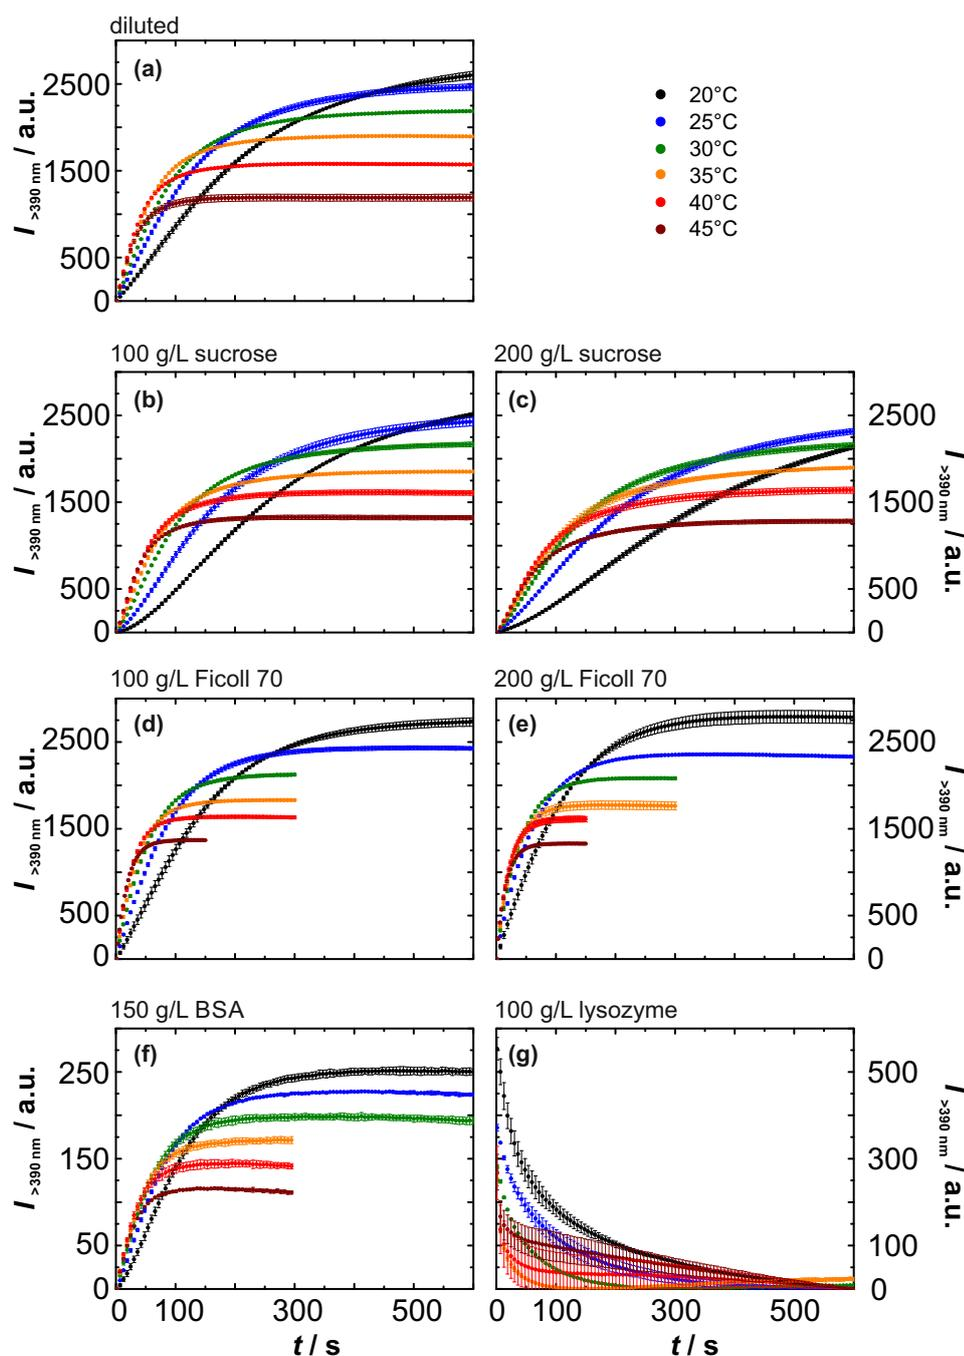 diluted
(a)
2500
1500
500
0
I >390 nm / a.u.
20°C
25°C
30°C
35°C
40°C
45°C
100 g/L sucrose
(b)
2500
1500
500
0
I >390 nm / a.u.
200 g/L sucrose
(c)
2500
1500
500
0
I >390 nm / a.u.
100 g/L Ficoll 70
(d)
2500
1500
500
0
I >390 nm / a.u.
200 g/L Ficoll 70
(e)
2500
1500
500
0
I >390 nm / a.u.
150 g/L BSA
(f)
250
150
50
0
I >390 nm / a.u.
0 100 300 500
t / s
100 g/L lysozyme
(g)
500
300
100
0
I >390 nm / a.u.
0 100 300 500
t / s